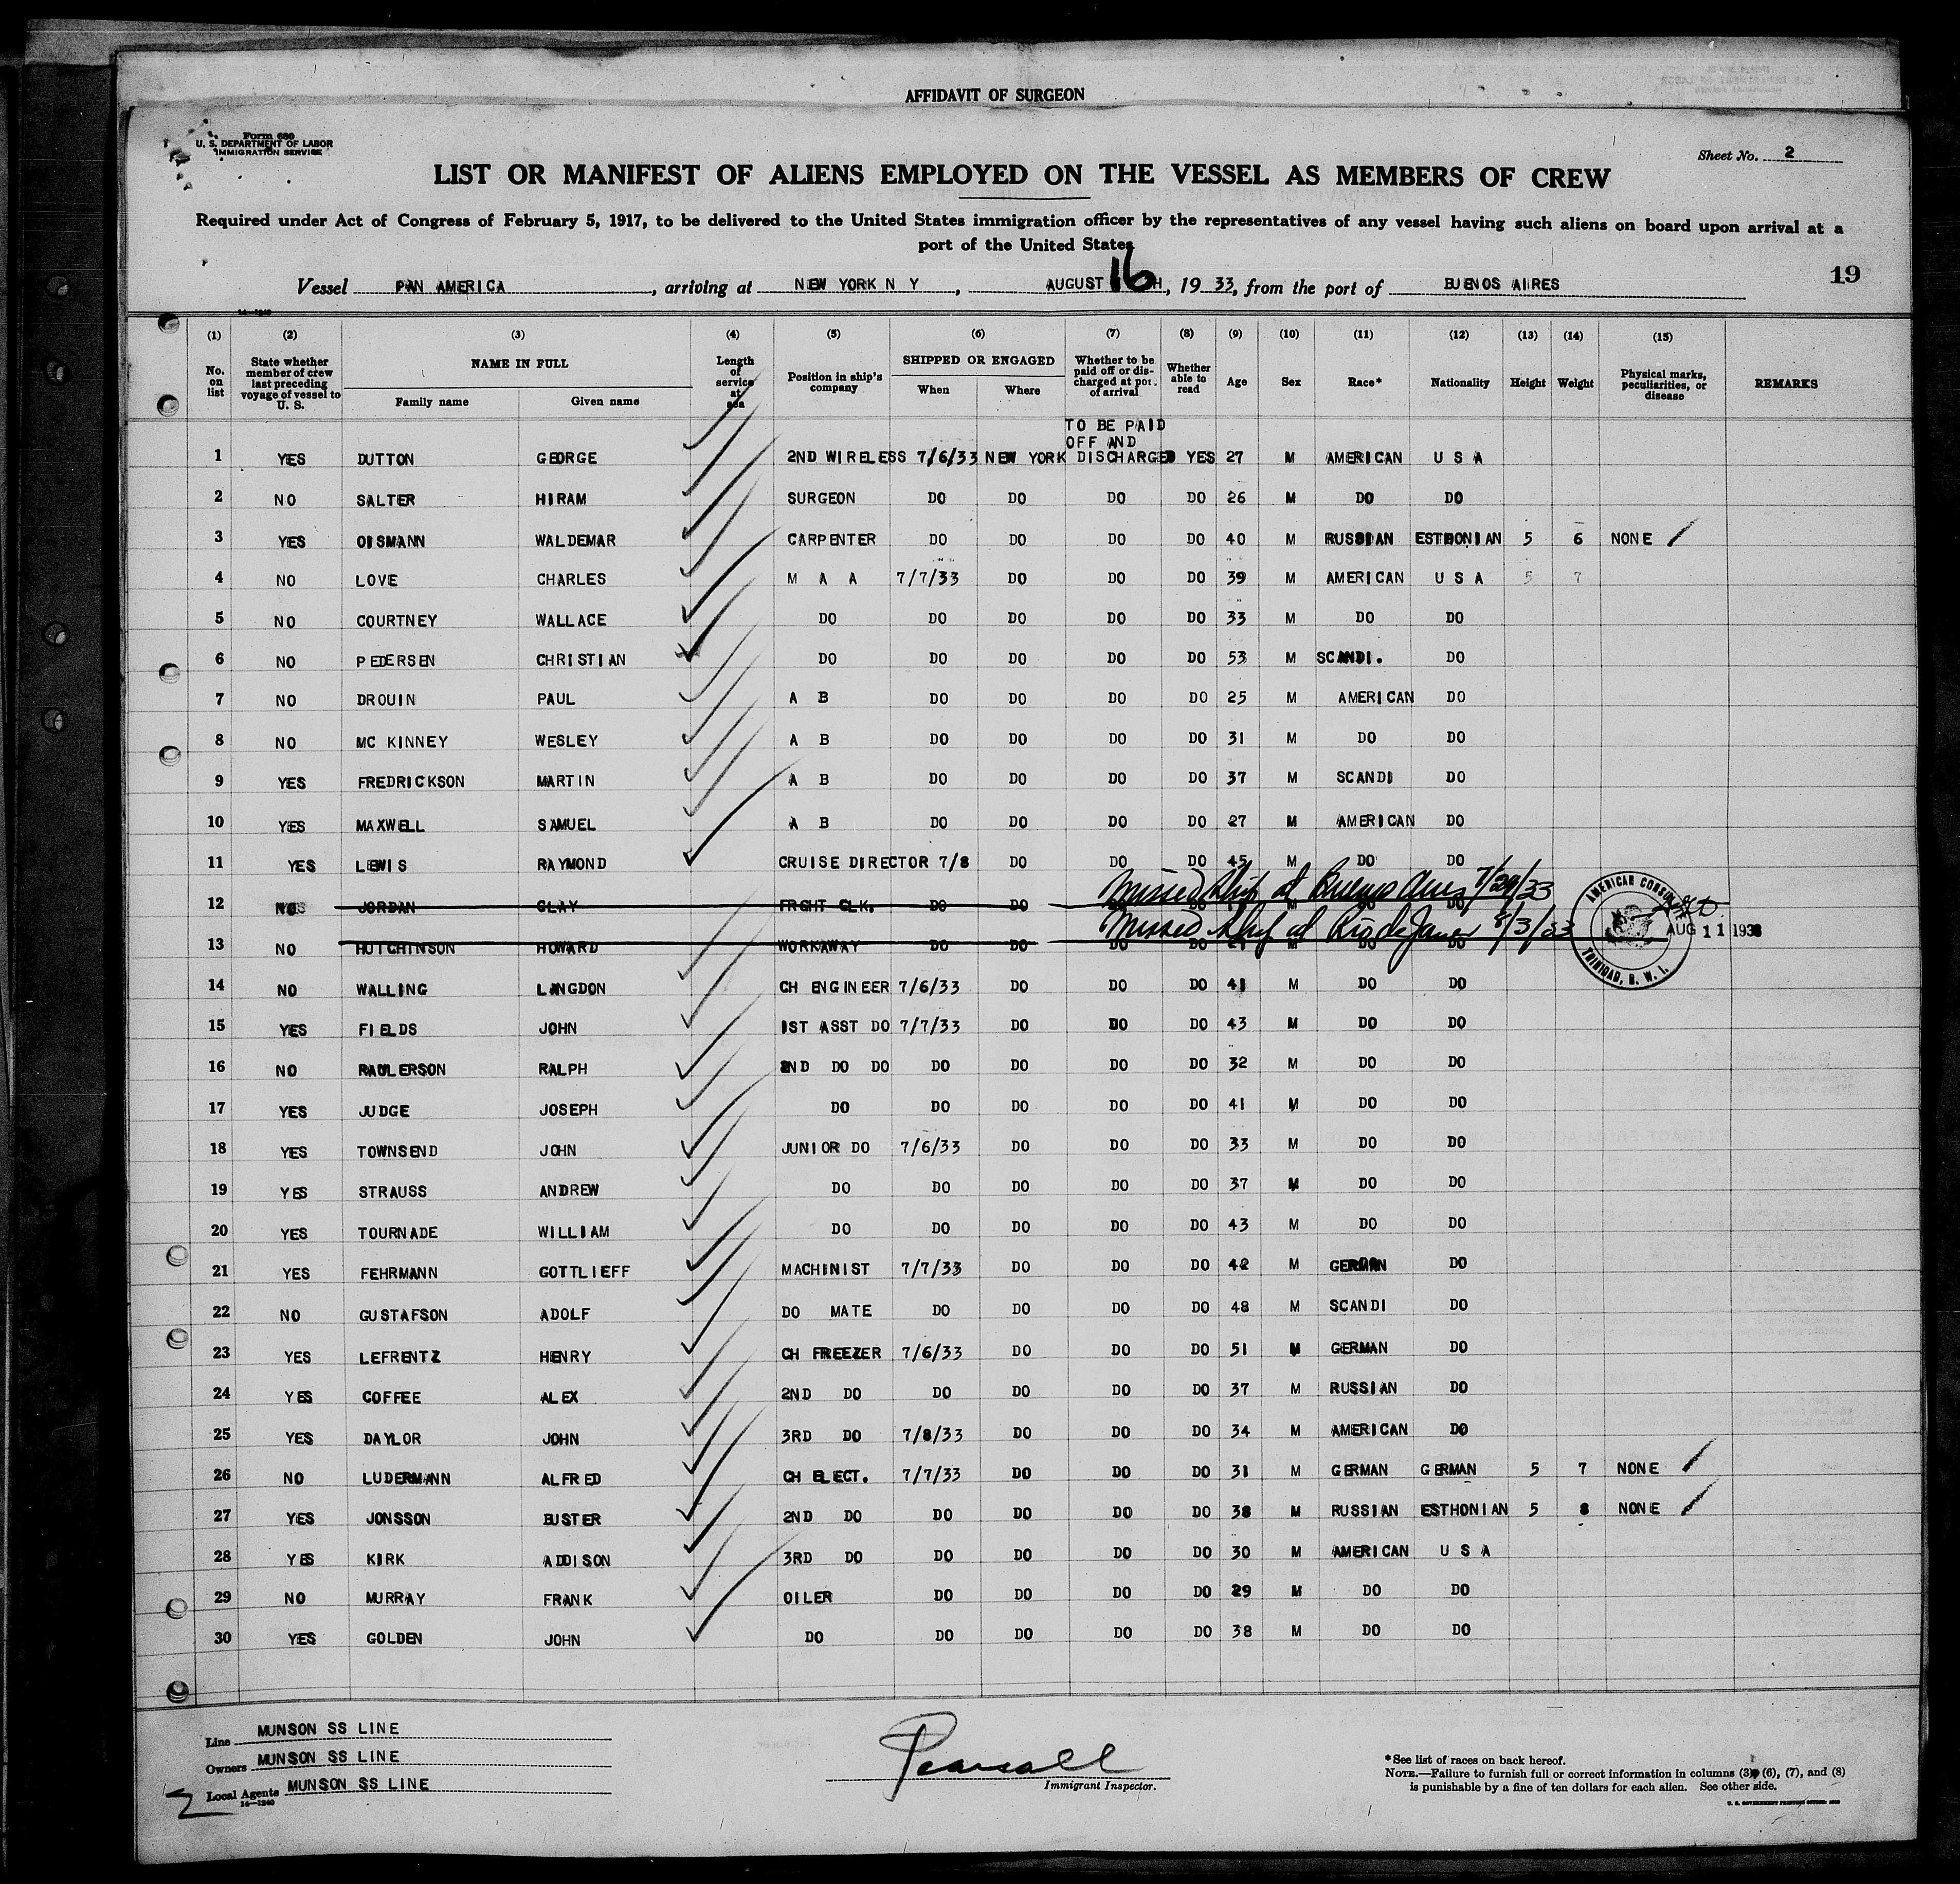 AFFIDAVIT OF SURGEON
Form 680
U. S. DEPARTMENT OF LABOR
IMMIGRATION SERVICE
Sheet No. 2
LIST OR MANIFEST OF ALIENS EMPLOYED ON THE VESSEL AS MEMBERS OF CREW
Required under Act of Congress of February 5, 1917, to be delivered to the United States immigration officer by the representatives of any vessel having such aliens on board upon arrival at a
port of the United States
19
Vessel PAN AMERICA, arriving at NEW YORK N Y, AUGUST 16 H, 1933, from the port of BUENOS AIRES
14-1240
(1) (2) (3) (4) (5) (6) (7) (8) (9) (10) (11) (12) (13) (14) (15)
No. on list State whether member of crew last preceding voyage of vessel to U. S. NAME IN FULL Family name Given name Length of service at sea Position in ship's company SHIPPED OR ENGAGED When Where Whether to be paid off or discharged at port of arrival Whether able to read Age Sex Race* Nationality Height Weight Physical marks, peculiarities, or disease REMARKS
TO BE PAID
OFF AND
1 YES DUTTON GEORGE 2ND WIRELESS 7/6/33 NEW YORK DISCHARGED YES 27 M AMERICAN U S A
2 NO SALTER HIRAM SURGEON DO DO DO DO 26 M DO DO
3 YES OISMANN WALDEMAR CARPENTER DO DO DO DO 40 M RUSSIAN ESTHONIAN 5 6 NONE
4 NO LOVE CHARLES M A A 7/7/33 DO DO DO 39 M AMERICAN U S A 5 7
5 NO COURTNEY WALLACE DO DO DO DO DO 33 M DO DO
6 NO PEDERSEN CHRISTIAN DO DO DO DO DO 53 M SCANDI. DO
7 NO DROUIN PAUL A B DO DO DO DO 25 M AMERICAN DO
8 NO MC KINNEY WESLEY A B DO DO DO DO 31 M DO DO
9 YES FREDRICKSON MARTIN A B DO DO DO DO 37 M SCANDI DO
10 YES MAXWELL SAMUEL A B DO DO DO DO 27 M AMERICAN DO
11 YES LEWIS RAYMOND CRUISE DIRECTOR 7/8 DO DO DO 45 M DO DO
12 NO JORDAN CLAY FRGHT CLK. DO DO Missed Ship at Buenos Aires 7/29/33
13 NO HUTCHINSON HOWARD WORKAWAY DO DO Missed Ship at Rio de Janeiro 8/3/33
AMERICAN CONSULATE
TRINIDAD, B. W. I.
AUG 11 1933
14 NO WALLING LANGDON CH ENGINEER 7/6/33 DO DO DO 41 M DO DO
15 YES FIELDS JOHN 1ST ASST DO 7/7/33 DO DO DO 43 M DO DO
16 NO RAULERSON RALPH 2ND DO DO DO DO DO DO 32 M DO DO
17 YES JUDGE JOSEPH DO DO DO DO DO 41 M DO DO
18 YES TOWNSEND JOHN JUNIOR DO 7/6/33 DO DO DO 33 M DO DO
19 YES STRAUSS ANDREW DO DO DO DO DO 37 M DO DO
20 YES TOURNADE WILLIAM DO DO DO DO DO 43 M DO DO
21 YES FEHRMANN GOTTLIEFF MACHINIST 7/7/33 DO DO DO 42 M GERMAN DO
22 NO GUSTAFSON ADOLF DO MATE DO DO DO DO 48 M SCANDI DO
23 YES LEFRENTZ HENRY CH FREEZER 7/6/33 DO DO DO 51 M GERMAN DO
24 YES COFFEE ALEX 2ND DO DO DO DO DO 37 M RUSSIAN DO
25 YES DAYLOR JOHN 3RD DO 7/8/33 DO DO DO 34 M AMERICAN DO
26 NO LUDERMANN ALFRED CH ELECT. 7/7/33 DO DO DO 31 M GERMAN GERMAN 5 7 NONE
27 YES JONSSON BUSTER 2ND DO DO DO DO DO 38 M RUSSIAN ESTHONIAN 5 8 NONE
28 YES KIRK ADDISON 3RD DO DO DO DO DO 30 M AMERICAN U S A
29 NO MURRAY FRANK OILER DO DO DO DO 29 M DO DO
30 YES GOLDEN JOHN DO DO DO DO DO 38 M DO DO
Line MUNSON SS LINE
Owners MUNSON SS LINE
Local Agents MUNSON SS LINE
14-1240
Pearsall
Immigrant Inspector.
*See list of races on back hereof.
NOTE.—Failure to furnish full or correct information in columns (3), (6), (7), and (8)
is punishable by a fine of ten dollars for each alien. See other side.